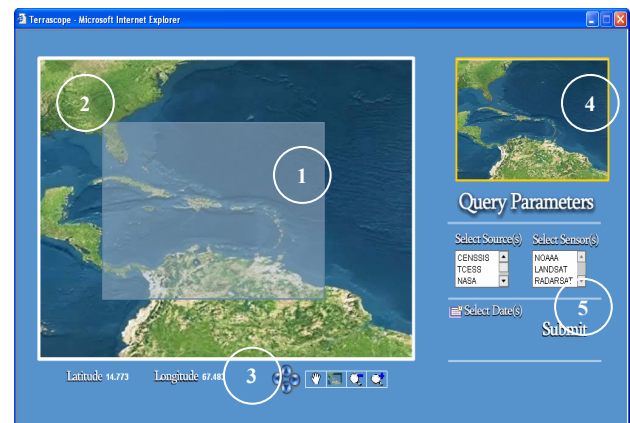 Terrascope - Microsoft Internet Explorer
2
1
4
Query Parameters
Select Source(s) Select Sensor(s)
CENSSIS NOAAA
TCESS LANDSAT
NASA RADARSAT
Select Date(s)
5
Submit
3
Latitude 14.773 Longitude 67.483